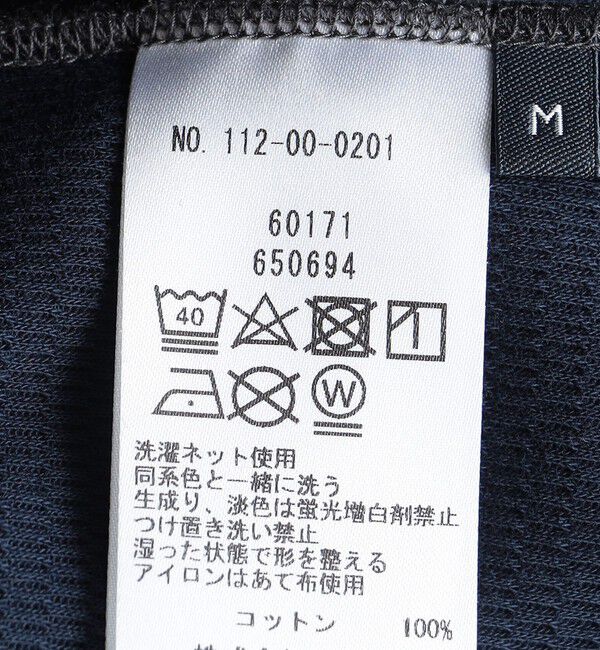 NO. 112-00-0201
M
60171
650694
40
W
洗濯ネット使用
同系色と一緒に洗う
生成り、淡色は蛍光増白剤禁止
つけ置き洗い禁止
湿った状態で形を整える
アイロンはあて布使用
コットン 100%